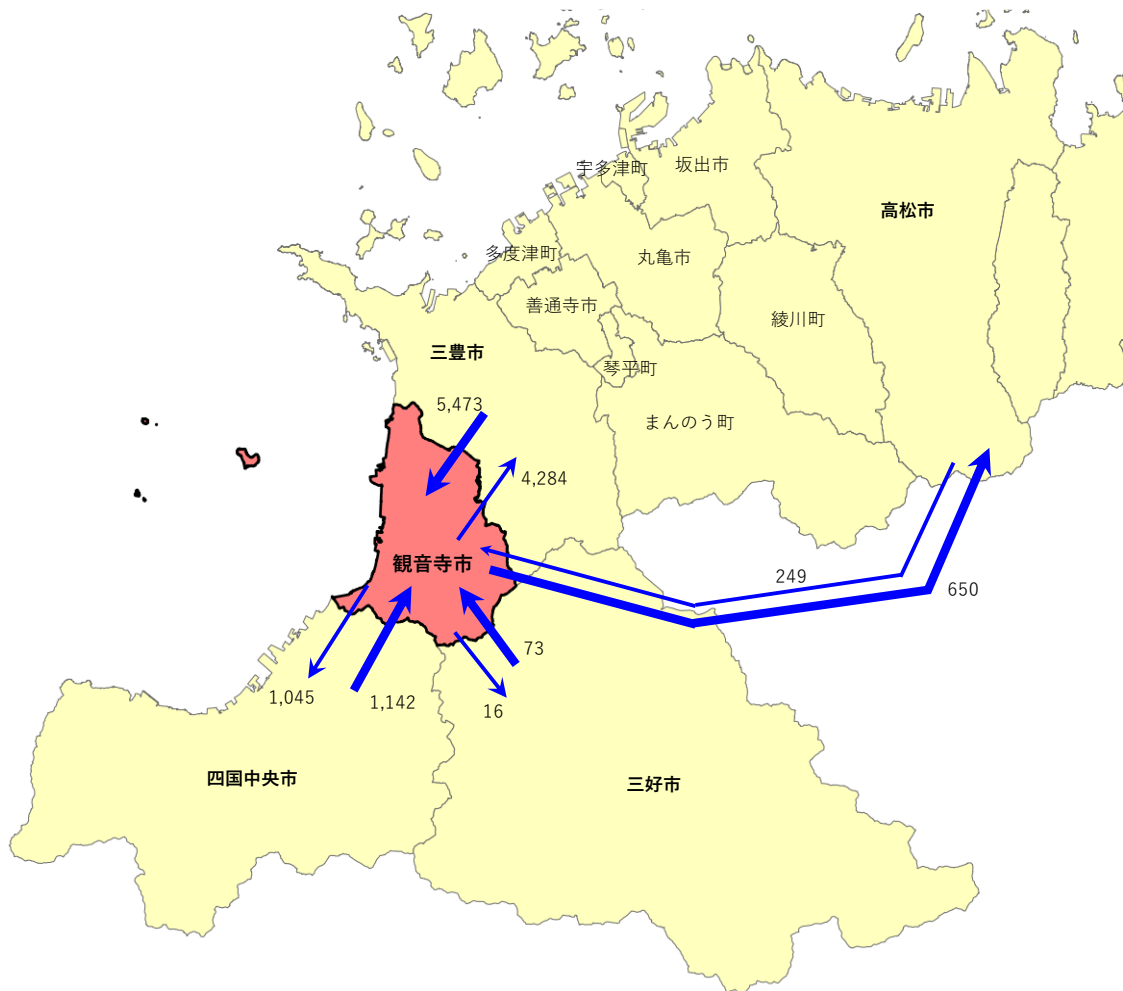 宇多津町
坂出市
高松市
多度津町
丸亀市
善通寺市
綾川町
三豊市
琴平町
5,473
まんのう町
4,284
観音寺市
249
650
73
1,045
1,142
16
四国中央市
三好市